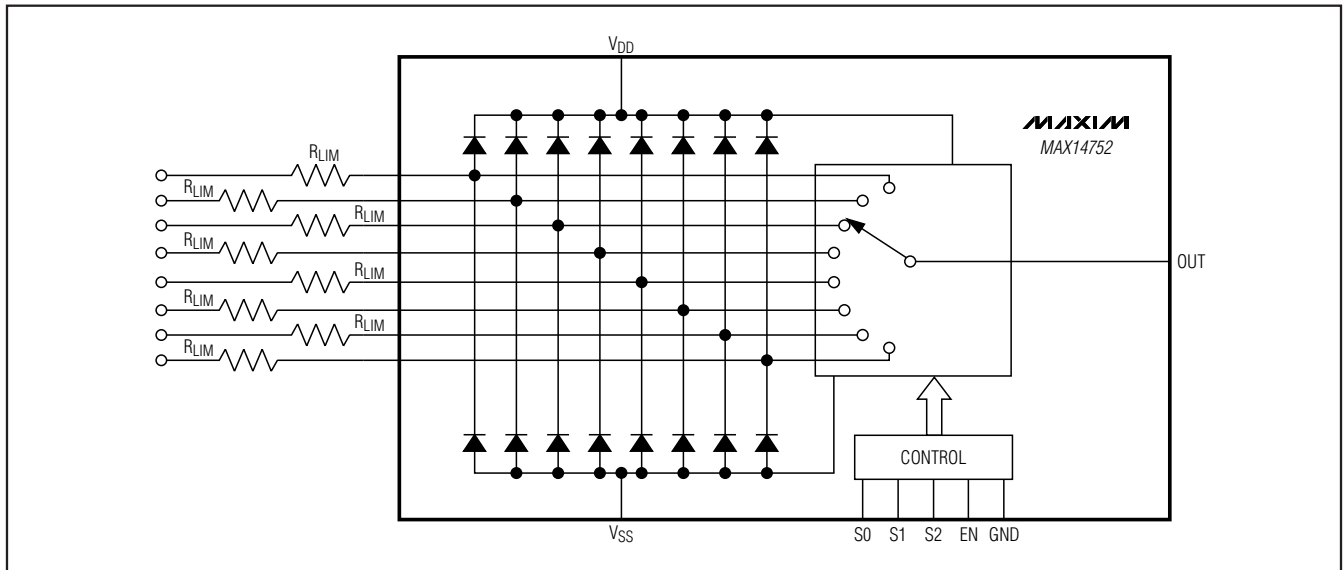 VDD
MAXIM
MAX14752
RLIM
RLIM
RLIM
RLIM
RLIM
RLIM
RLIM
RLIM
OUT
CONTROL
VSS
S0 S1 S2 EN GND